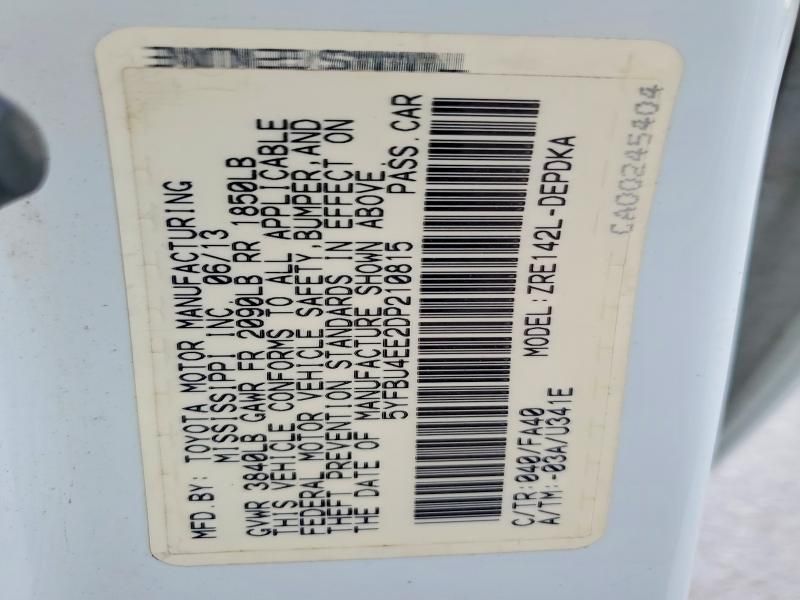 MFD.BY: TOYOTA MOTOR MANUFACTURING
MISSISSIPPI INC. 06/13
GVWR 3840LB GAWR FR 2090LB RR 1850LB
THIS VEHICLE CONFORMS TO ALL APPLICABLE
FEDERAL MOTOR VEHICLE SAFETY,BUMPER,AND
THEFT PREVENTION STANDARDS IN EFFECT ON
THE DATE OF MANUFACTURE SHOWN ABOVE.
5YFBU4EE2DP210815 PASS.CAR
MODEL:ZRE142L-DEPDKA
C/TR:040/FA40
A/TM:-03A/U341E
CA00245404